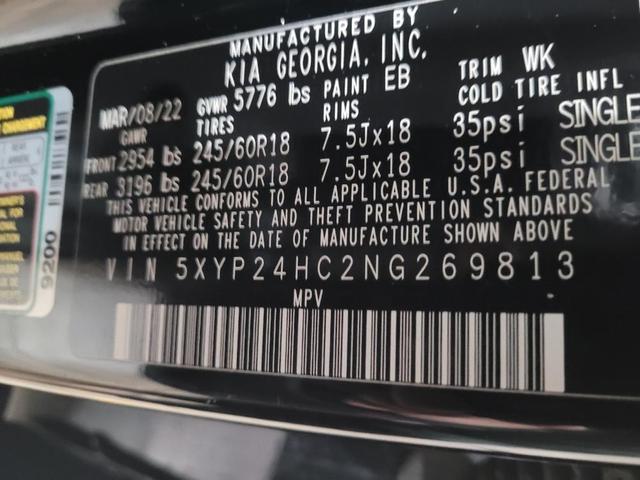 MANUFACTURED BY
KIA GEORGIA, INC.
MAR/08/22 GVWR 5776 lbs PAINT EB TRIM WK
GAWR TIRES RIMS COLD TIRE INFL
FRONT 2954 lbs 245/60R18 7.5Jx18 35psi SINGLE
REAR 3196 lbs 245/60R18 7.5Jx18 35psi SINGLE
THIS VEHICLE CONFORMS TO ALL APPLICABLE U.S.A. FEDERAL
MOTOR VEHICLE SAFETY AND THEFT PREVENTION STANDARDS
IN EFFECT ON THE DATE OF MANUFACTURE SHOWN ABOVE
VIN 5XYP24HC2NG269813
MPV
9200